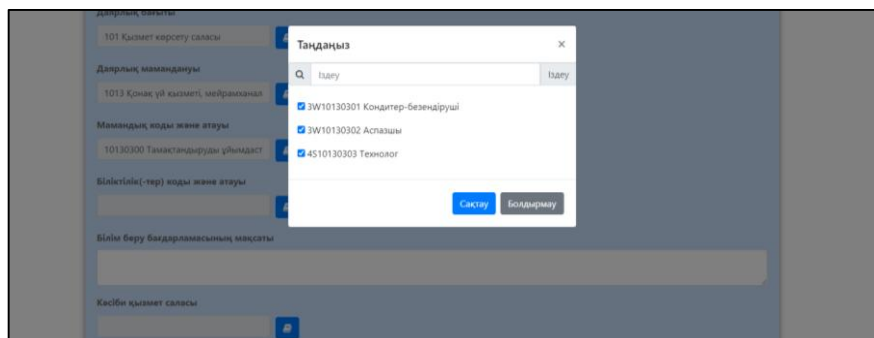 Даярлық бағыты
101 Қызмет көрсету саласы
Даярлық мамандануы
1013 Қонақ үй қызметі, мейрамханал
Мамандық коды және атауы
10130300 Тамақтандыруды ұйымдаст
Біліктілік(-тер) коды және атауы
Білім беру бағдарламасының мақсаты
Кәсіби қызмет саласы
Таңдаңыз
×
Іздеу Іздеу
3W10130301 Кондитер-безендіруші
3W10130302 Аспазшы
4S10130303 Технолог
Сақтау Болдырмау